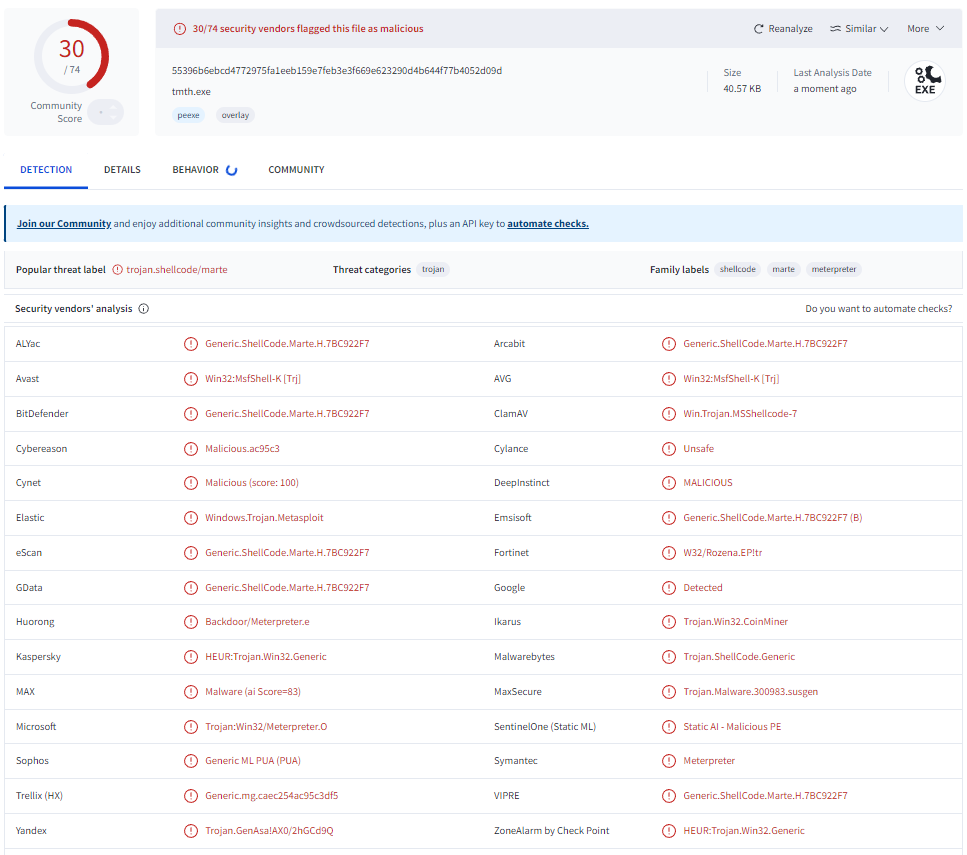 30
/ 74
Community
Score
30/74 security vendors flagged this file as malicious
Reanalyze
Similar
More
55396b6ebcd4772975fa1eeb159e7feb3e3f669e623290d4b644f77b4052d09d
tmth.exe
peexe
overlay
Size
40.57 KB
Last Analysis Date
a moment ago
EXE
DETECTION
DETAILS
BEHAVIOR
COMMUNITY
Join our Community and enjoy additional community insights and crowdsourced detections, plus an API key to automate checks.
Popular threat label trojan.shellcode/marte
Threat categories trojan
Family labels shellcode marte meterpreter
Security vendors' analysis
Do you want to automate checks?
ALYac Generic.ShellCode.Marte.H.7BC922F7 Arcabit Generic.ShellCode.Marte.H.7BC922F7
Avast Win32:MsfShell-K [Trj] AVG Win32:MsfShell-K [Trj]
BitDefender Generic.ShellCode.Marte.H.7BC922F7 ClamAV Win.Trojan.MSShellcode-7
Cybereason Malicious.ac95c3 Cylance Unsafe
Cynet Malicious (score: 100) DeepInstinct MALICIOUS
Elastic Windows.Trojan.Metasploit Emsisoft Generic.ShellCode.Marte.H.7BC922F7 (B)
eScan Generic.ShellCode.Marte.H.7BC922F7 Fortinet W32/Rozena.EP!tr
GData Generic.ShellCode.Marte.H.7BC922F7 Google Detected
Huorong Backdoor/Meterpreter.e Ikarus Trojan.Win32.CoinMiner
Kaspersky HEUR:Trojan.Win32.Generic Malwarebytes Trojan.ShellCode.Generic
MAX Malware (ai Score=83) MaxSecure Trojan.Malware.300983.susgen
Microsoft Trojan:Win32/Meterpreter.O SentinelOne (Static ML) Static AI - Malicious PE
Sophos Generic ML PUA (PUA) Symantec Meterpreter
Trellix (HX) Generic.mg.caec254ac95c3df5 VIPRE Generic.ShellCode.Marte.H.7BC922F7
Yandex Trojan.GenAsa!AX0/2hGCd9Q ZoneAlarm by Check Point HEUR:Trojan.Win32.Generic